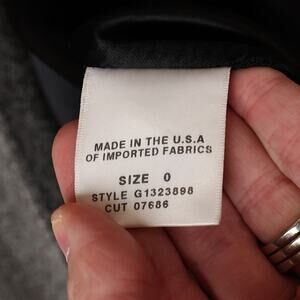 MADE IN THE U.S.A
OF IMPORTED FABRICS
SIZE 0
STYLE G1323898
CUT 07686